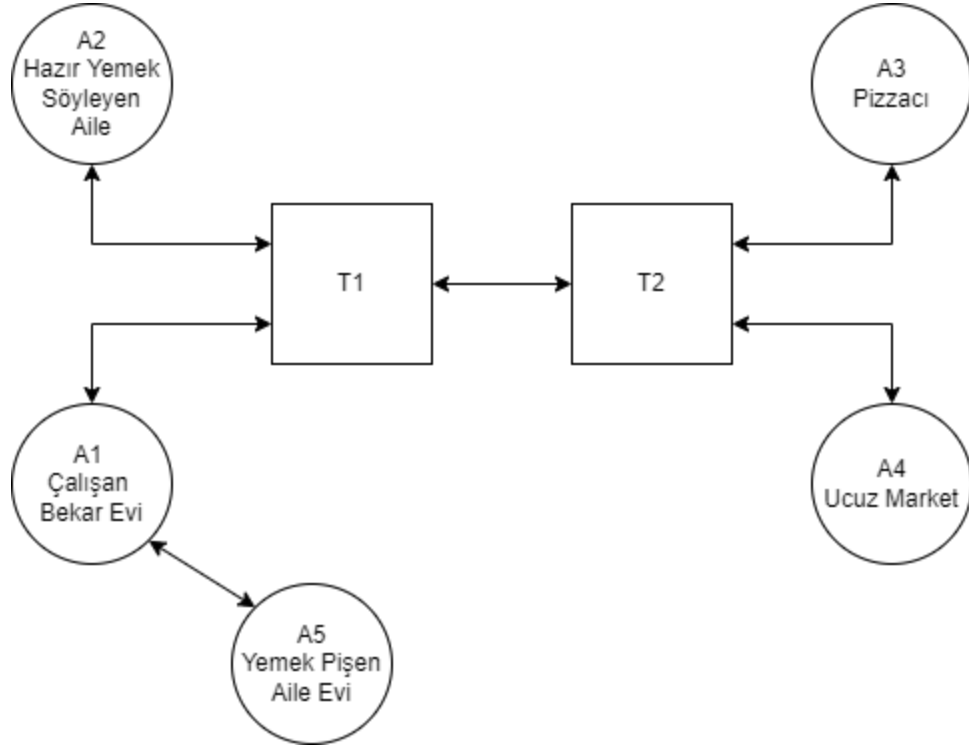 A2
Hazır Yemek
Söyleyen
Aile
A3
Pizzacı
T1
T2
A1
Çalışan
Bekar Evi
A4
Ucuz Market
A5
Yemek Pişen
Aile Evi